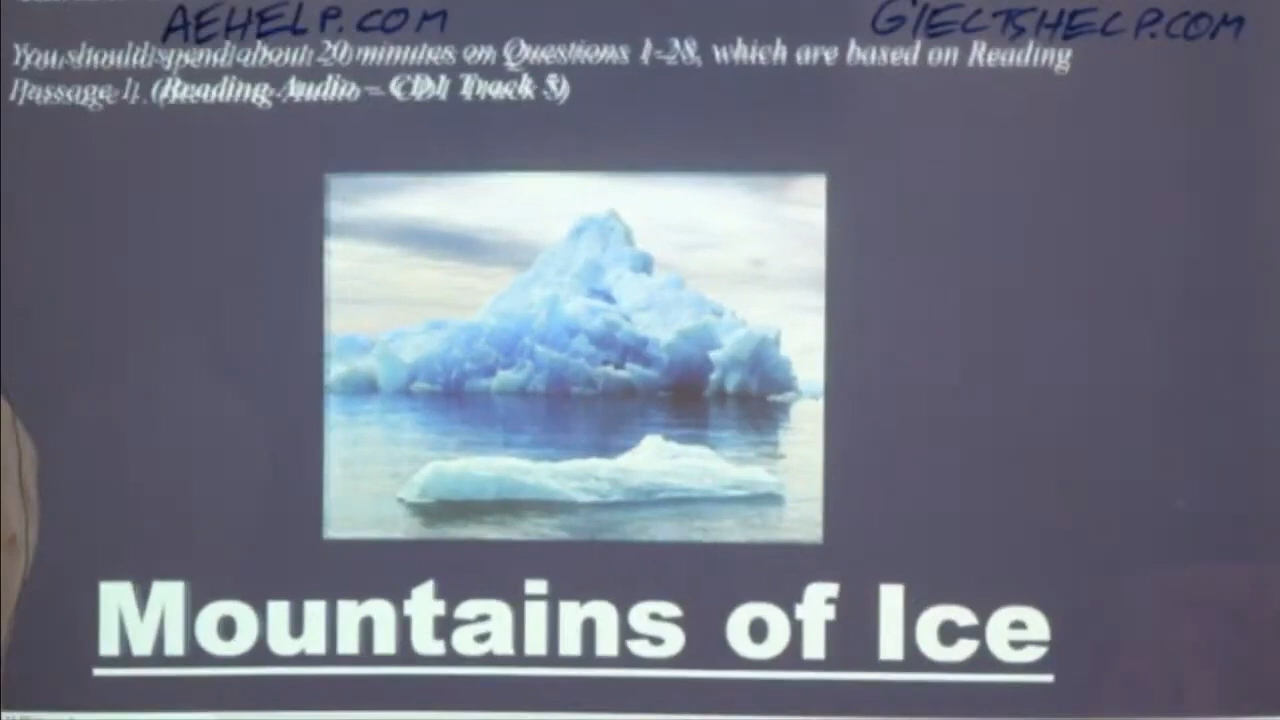 AEHELP.COM GIELTSHELP.COM
You should spend about 20 minutes on Questions 1-28, which are based on Reading
Passage 1. (Reading Audio – CD1 Track 5)
Mountains of Ice